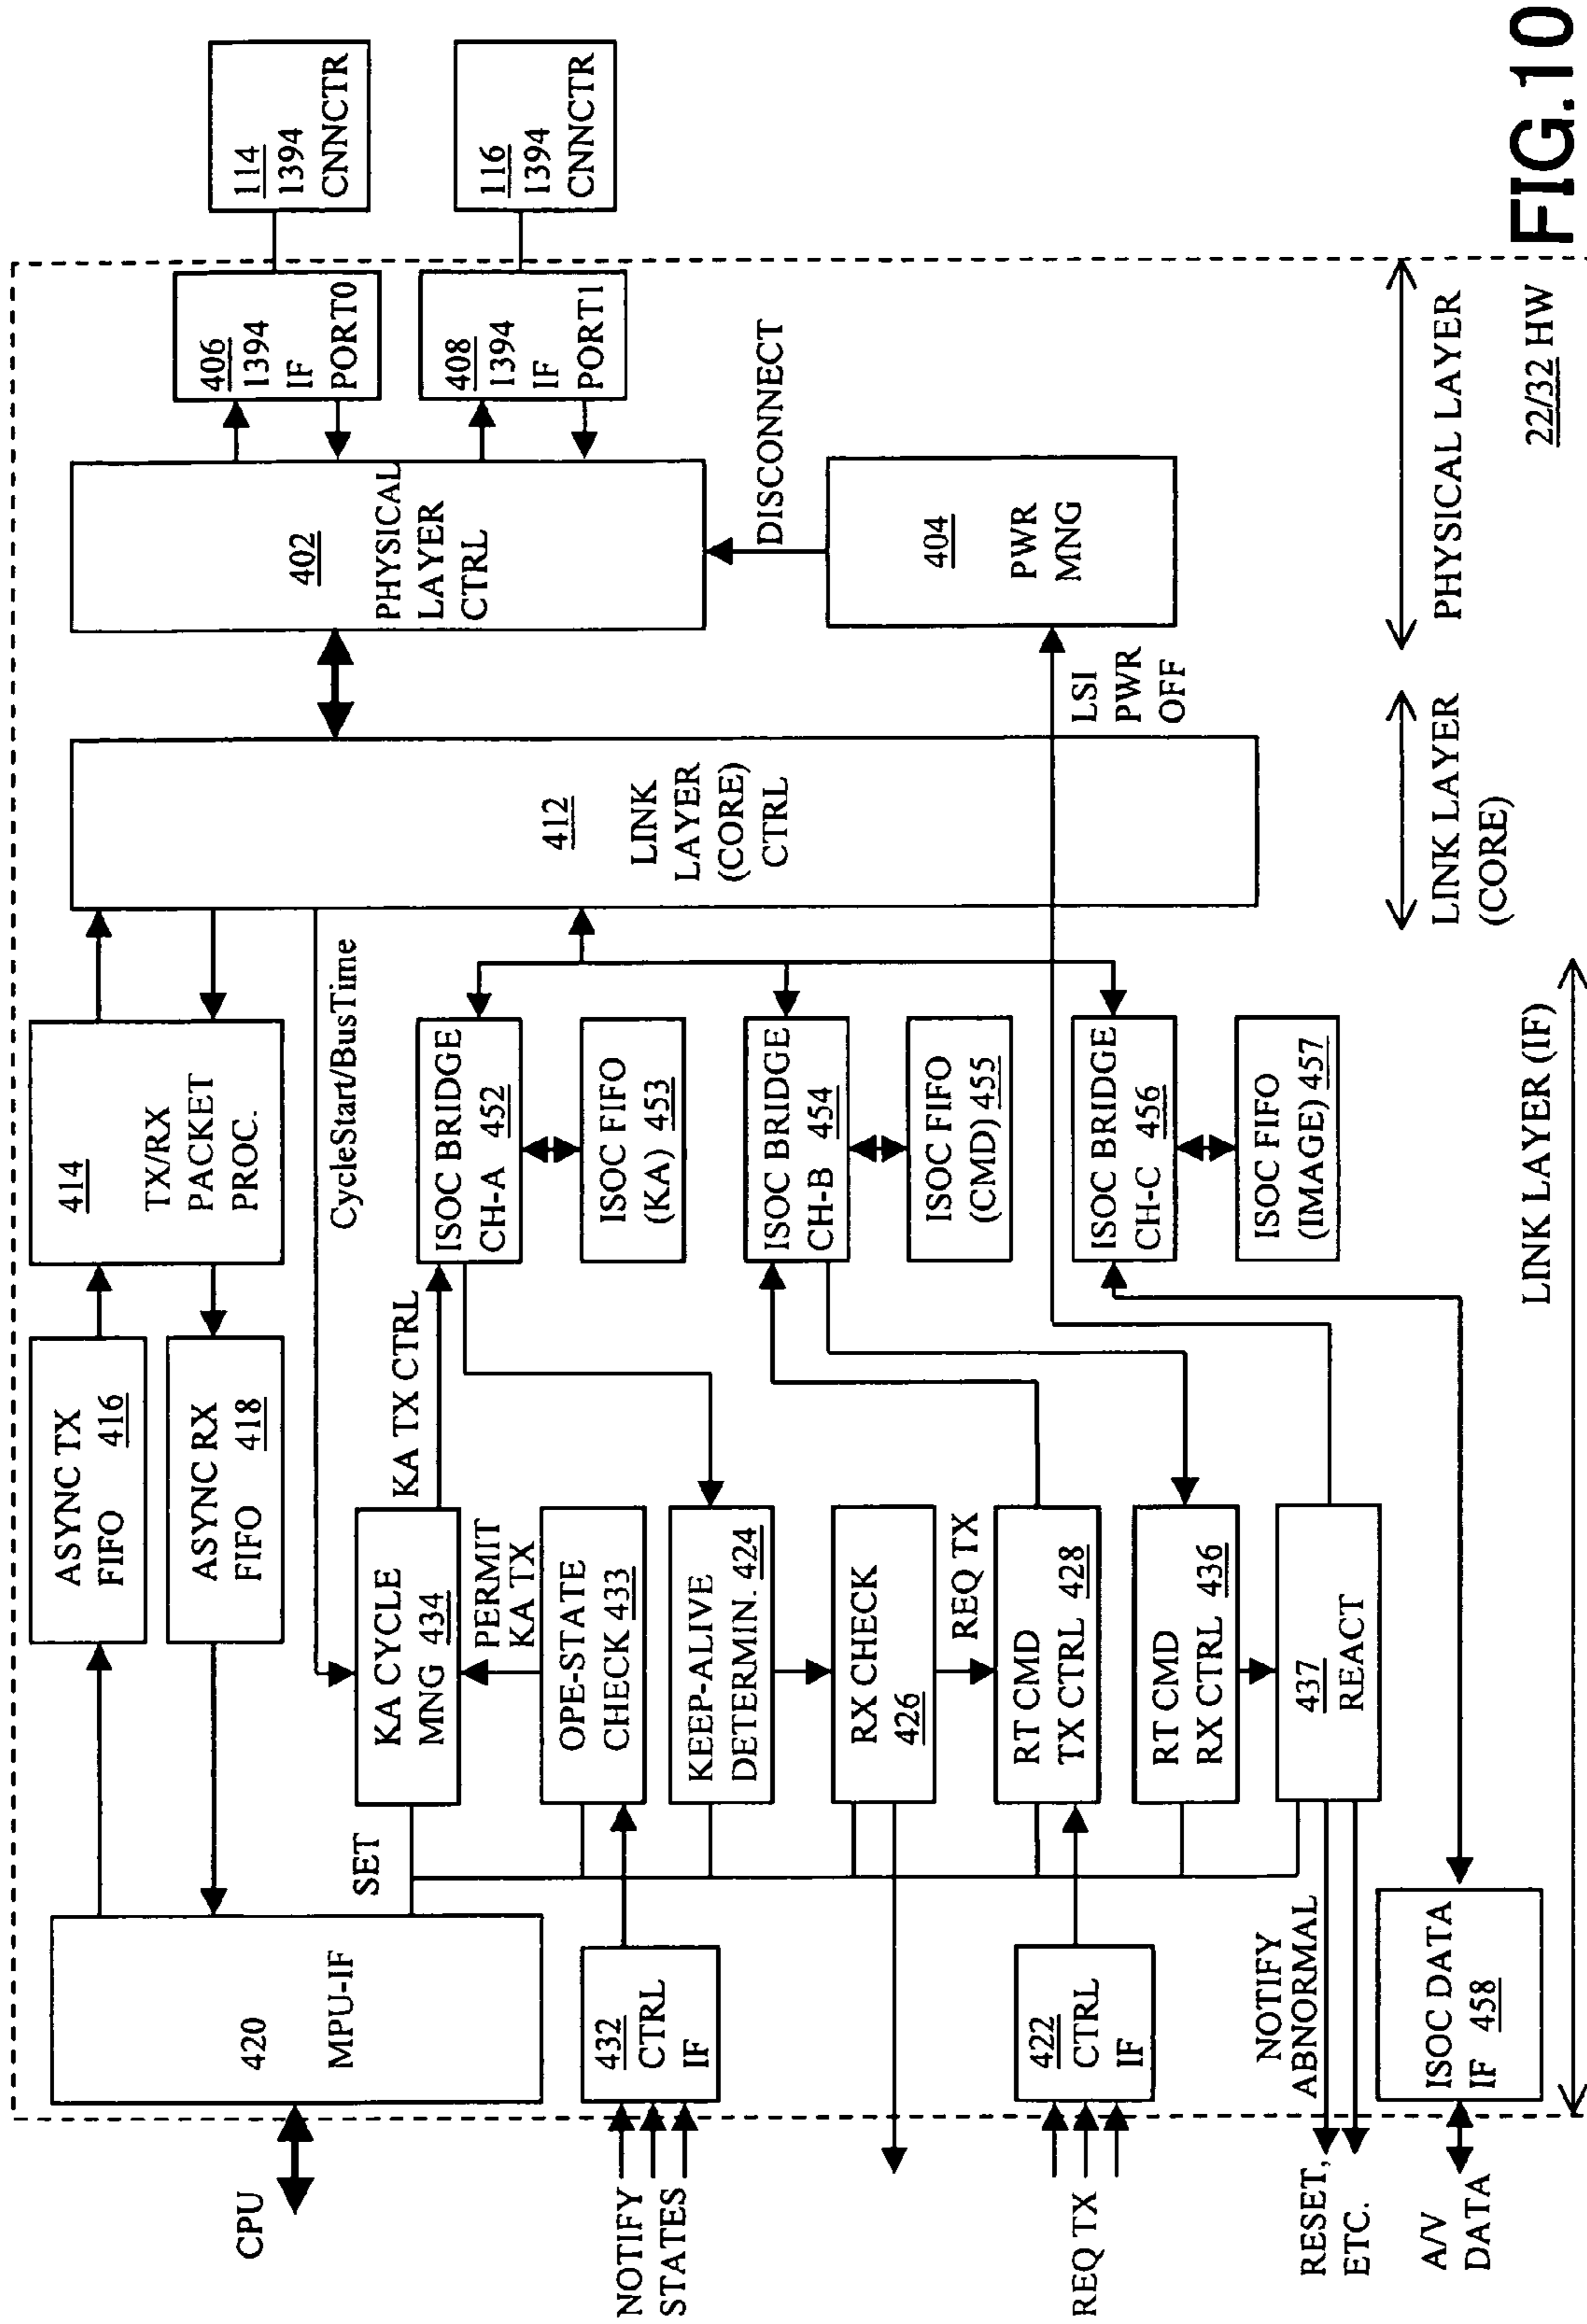 CPU
420
MPU-IF
ASYNC TX
FIFO 416
ASYNC RX
FIFO 418
414
TX/RX
PACKET
PROC.
CycleStart/BusTime
412
LINK
LAYER
(CORE)
CTRL
402
PHYSICAL
LAYER
CTRL
406
1394
IF
PORT0
114
1394
CNNCTR
408
1394
IF
PORT1
116
1394
CNNCTR
DISCONNECT
404
PWR
MNG
LSI
PWR
OFF
SET
KA CYCLE
MNG 434
KA TX CTRL
PERMIT
KA TX
OPE-STATE
CHECK 433
KEEP-ALIVE
DETERMIN. 424
RX CHECK
426
REQ TX
RT CMD
TX CTRL 428
RT CMD
RX CTRL 436
437
REACT
ISOC BRIDGE
CH-A 452
ISOC FIFO
(KA) 453
ISOC BRIDGE
CH-B 454
ISOC FIFO
(CMD) 455
ISOC BRIDGE
CH-C 456
ISOC FIFO
(IMAGE) 457
NOTIFY
STATES
432
CTRL
IF
REQ TX
422
CTRL
IF
NOTIFY
ABNORMAL
RESET,
ETC.
A/V
DATA
ISOC DATA
IF 458
LINK LAYER (IF)
LINK LAYER
(CORE)
PHYSICAL LAYER
22/32 HW
FIG.10